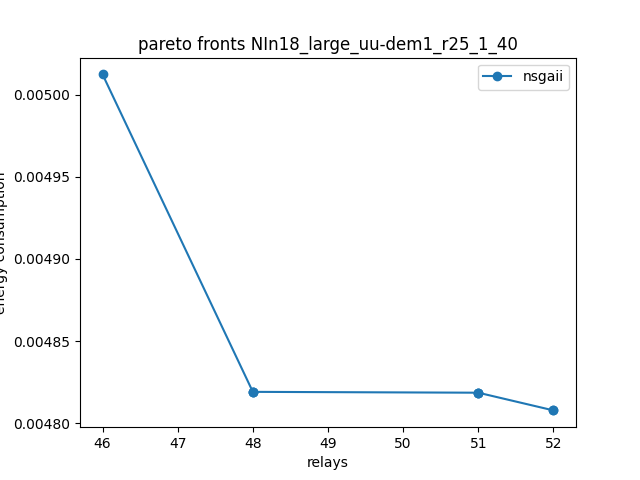 pareto fronts NIn18_large_uu-dem1_r25_1_40
nsgaii
0.00500
0.00495
0.00490
0.00485
0.00480
energy consumption
46 47 48 49 50 51 52
relays